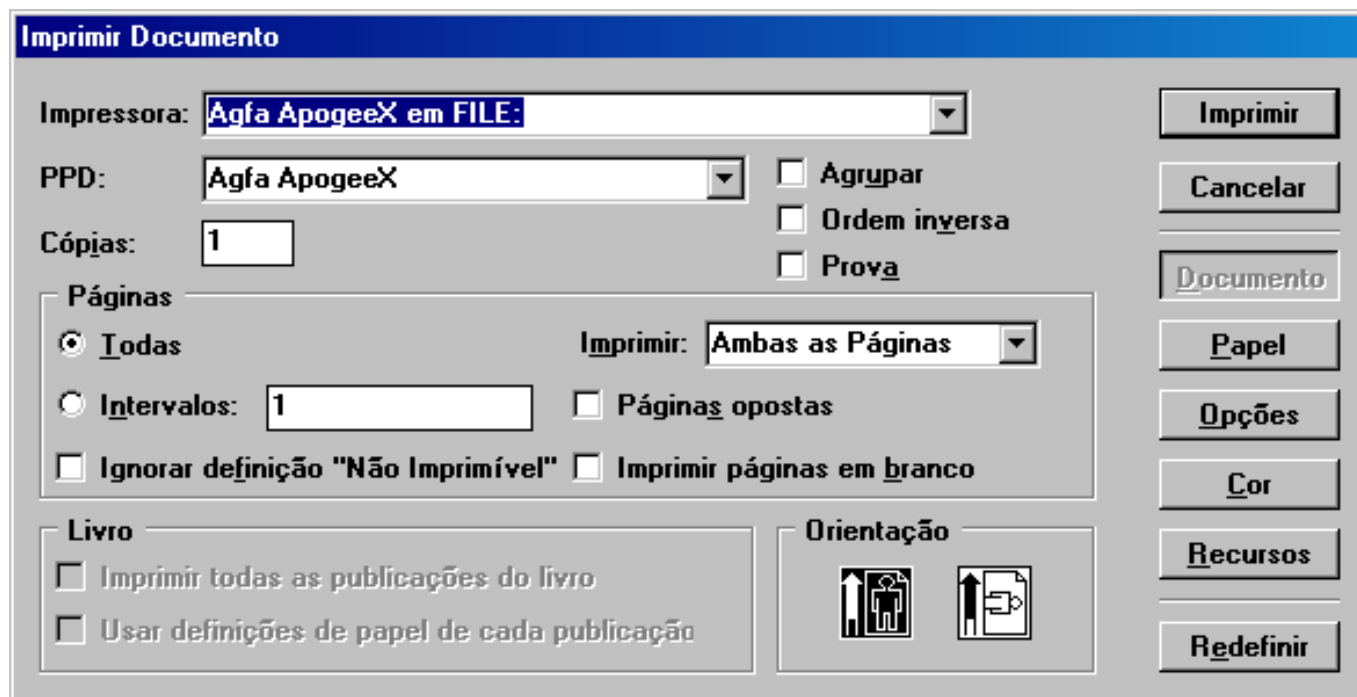 Imprimir Documento
Impressora: Agfa ApogeeX em FILE: Imprimir
PPD: Agfa ApogeeX Agrupar Cancelar
Ordem inversa
Cópias: 1
Prova Documento
Páginas
Todas Imprimir: Ambas as Páginas Papel
Intervalos: 1 Páginas opostas Opções
Ignorar definição "Não Imprimível" Imprimir páginas em branco Cor
Livro Orientação
Imprimir todas as publicações do livro Recursos
Usar definições de papel de cada publicação Redefinir